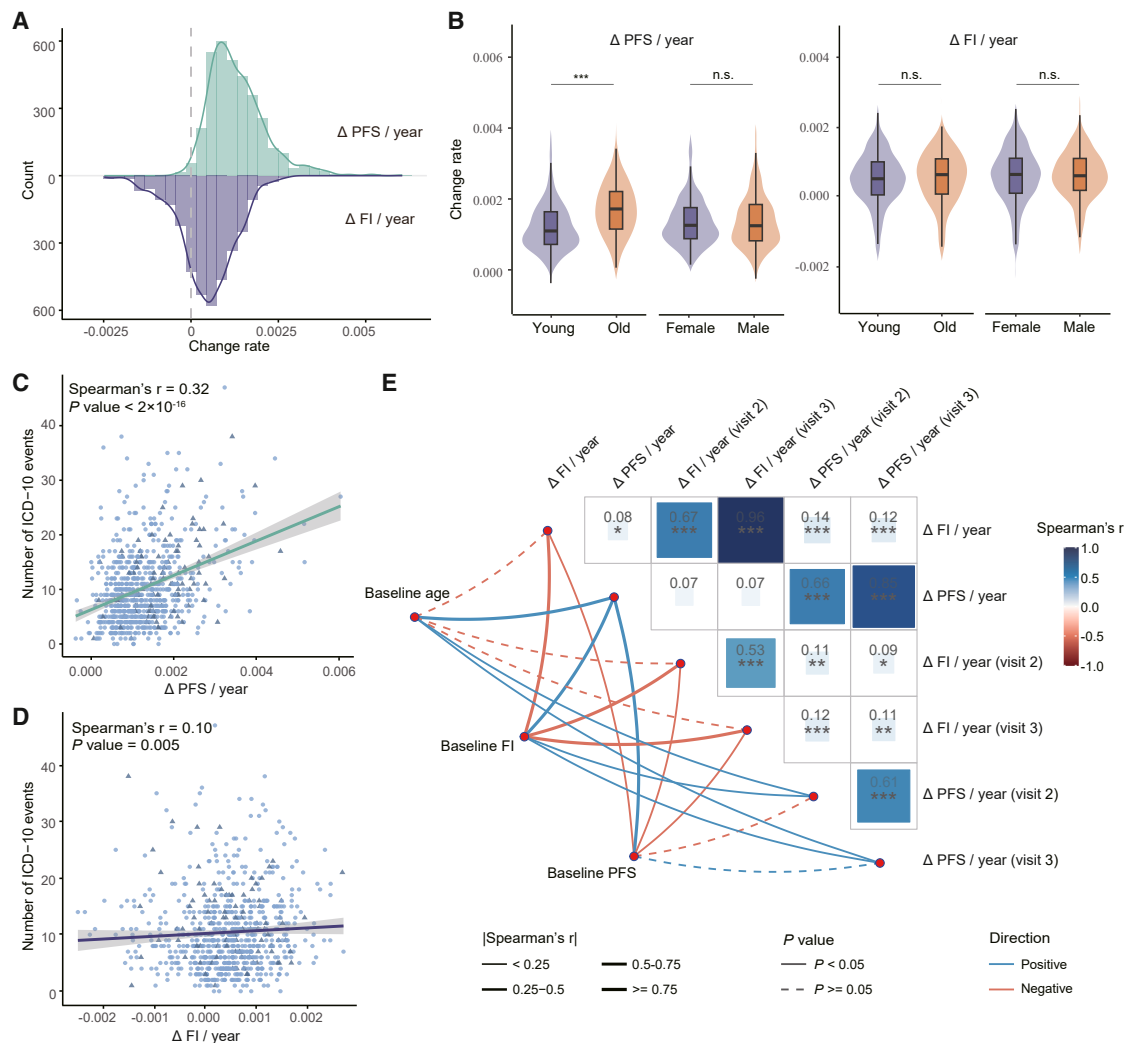 A
600
300
0
300
600
Count
Δ PFS / year
Δ FI / year
-0.0025
0
0.0025
0.005
Change rate
B
Δ PFS / year
Δ FI / year
0.006
0.004
0.002
0.000
Change rate
***
n.s.
Young
Old
Female
Male
0.004
0.002
0.000
-0.002
n.s.
n.s.
Young
Old
Female
Male
C
Spearman's r = 0.32
P value < 2×10-16
40
30
20
10
0
Number of ICD−10 events
0.000
0.002
0.004
0.006
Δ PFS / year
D
Spearman's r = 0.10
P value = 0.005
40
30
20
10
0
Number of ICD−10 events
-0.002
-0.001
0.000
0.001
0.002
Δ FI / year
E
Δ FI / year
Δ PFS / year
Δ FI / year (visit 2)
Δ FI / year (visit 3)
Δ PFS / year (visit 2)
Δ PFS / year (visit 3)
0.08
*
0.67
***
0.96
***
0.14
***
0.12
***
Δ FI / year
0.07
0.07
0.66
***
***
Δ PFS / year
0.53
***
0.11
**
0.09
*
Δ FI / year (visit 2)
0.12
***
0.11
**
Δ FI / year (visit 3)
0.61
***
Δ PFS / year (visit 2)
Δ PFS / year (visit 3)
Baseline age
Baseline FI
Baseline PFS
Spearman's r
1.0
0.5
0.0
-0.5
-1.0
|Spearman's r|
< 0.25
0.25−0.5
0.5-0.75
>= 0.75
P value
P < 0.05
P >= 0.05
Direction
Positive
Negative